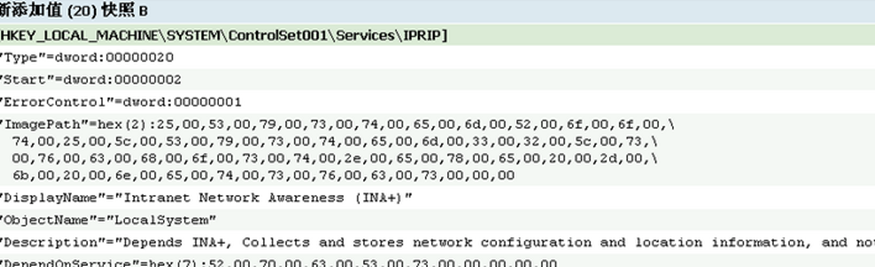 新添加值 (20) 快照 B
HKEY_LOCAL_MACHINE\SYSTEM\ControlSet001\Services\IPRIP]
"Type"=dword:00000020
"Start"=dword:00000002
"ErrorControl"=dword:00000001
"ImagePath"=hex(2):25,00,53,00,79,00,73,00,74,00,65,00,6d,00,52,00,6f,00,6f,00,\
74,00,25,00,5c,00,53,00,79,00,73,00,74,00,65,00,6d,00,33,00,32,00,5c,00,73,\
00,76,00,63,00,68,00,6f,00,73,00,74,00,2e,00,65,00,78,00,65,00,20,00,2d,00,\
6b,00,20,00,6e,00,65,00,74,00,73,00,76,00,63,00,73,00,00,00
"DisplayName"="Intranet Network Awareness (INA+)"
"ObjectName"="LocalSystem"
"Description"="Depends INA+, Collects and stores network configuration and location information, and no
"DependOnService"=hex(7):52,00,70,00,63,00,53,00,73,00,00,00,00,00